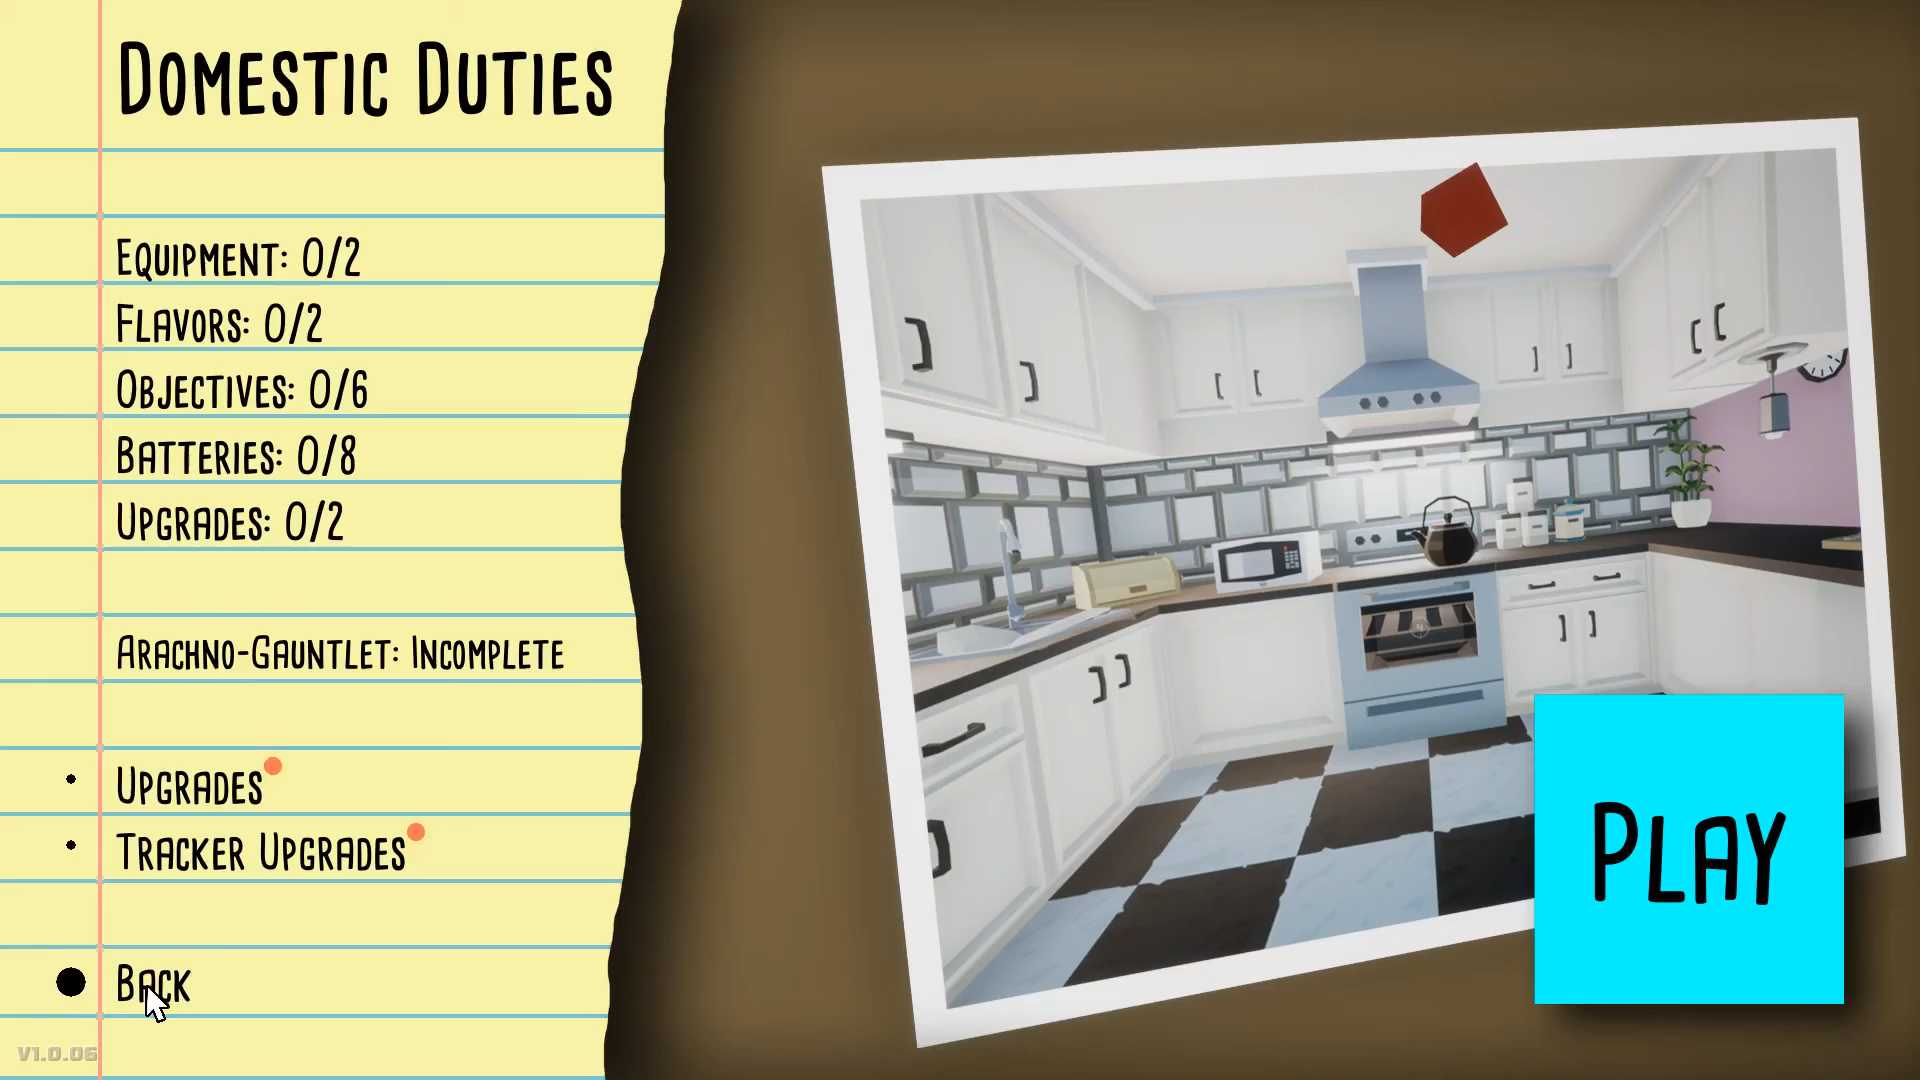 Domestic Duties
Equipment: 0/2
Flavors: 0/2
Objectives: 0/6
Batteries: 0/8
Upgrades: 0/2
Arachno-Gauntlet: Incomplete
Upgrades
Tracker Upgrades
Back
Play
V1.0.06